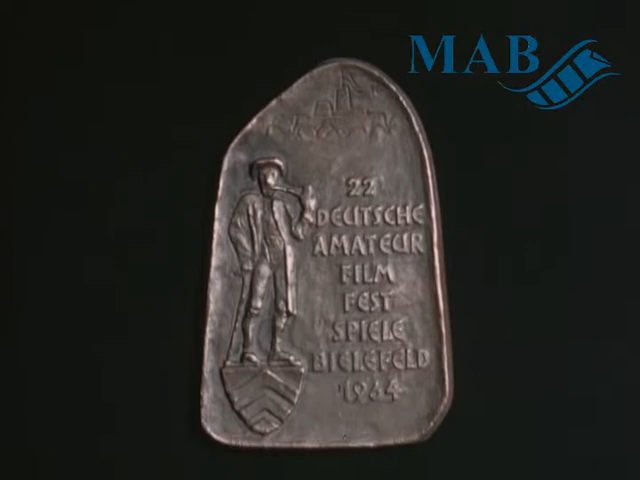 MAB
22
DEUTSCHE
AMATEUR
FILM
FEST
SPIELE
BIELEFELD
1964